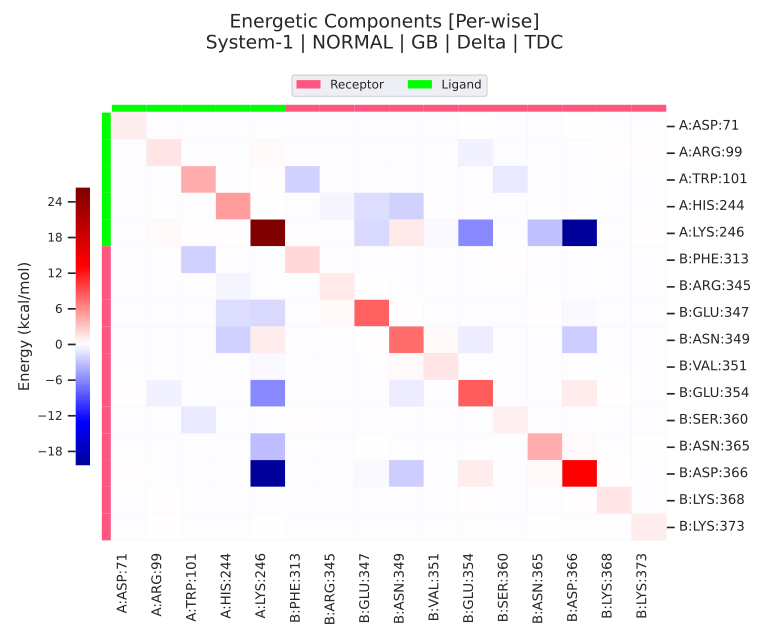 Energetic Components [Per-wise]
System-1 | NORMAL | GB | Delta | TDC
Receptor
Ligand
A:ASP:71
A:ARG:99
A:TRP:101
A:HIS:244
A:LYS:246
B:PHE:313
B:ARG:345
B:GLU:347
B:ASN:349
B:VAL:351
B:GLU:354
B:SER:360
B:ASN:365
B:ASP:366
B:LYS:368
B:LYS:373
24
18
12
6
0
−6
−12
−18
Energy (kcal/mol)
A:ASP:71
A:ARG:99
A:TRP:101
A:HIS:244
A:LYS:246
B:PHE:313
B:ARG:345
B:GLU:347
B:ASN:349
B:VAL:351
B:GLU:354
B:SER:360
B:ASN:365
B:ASP:366
B:LYS:368
B:LYS:373